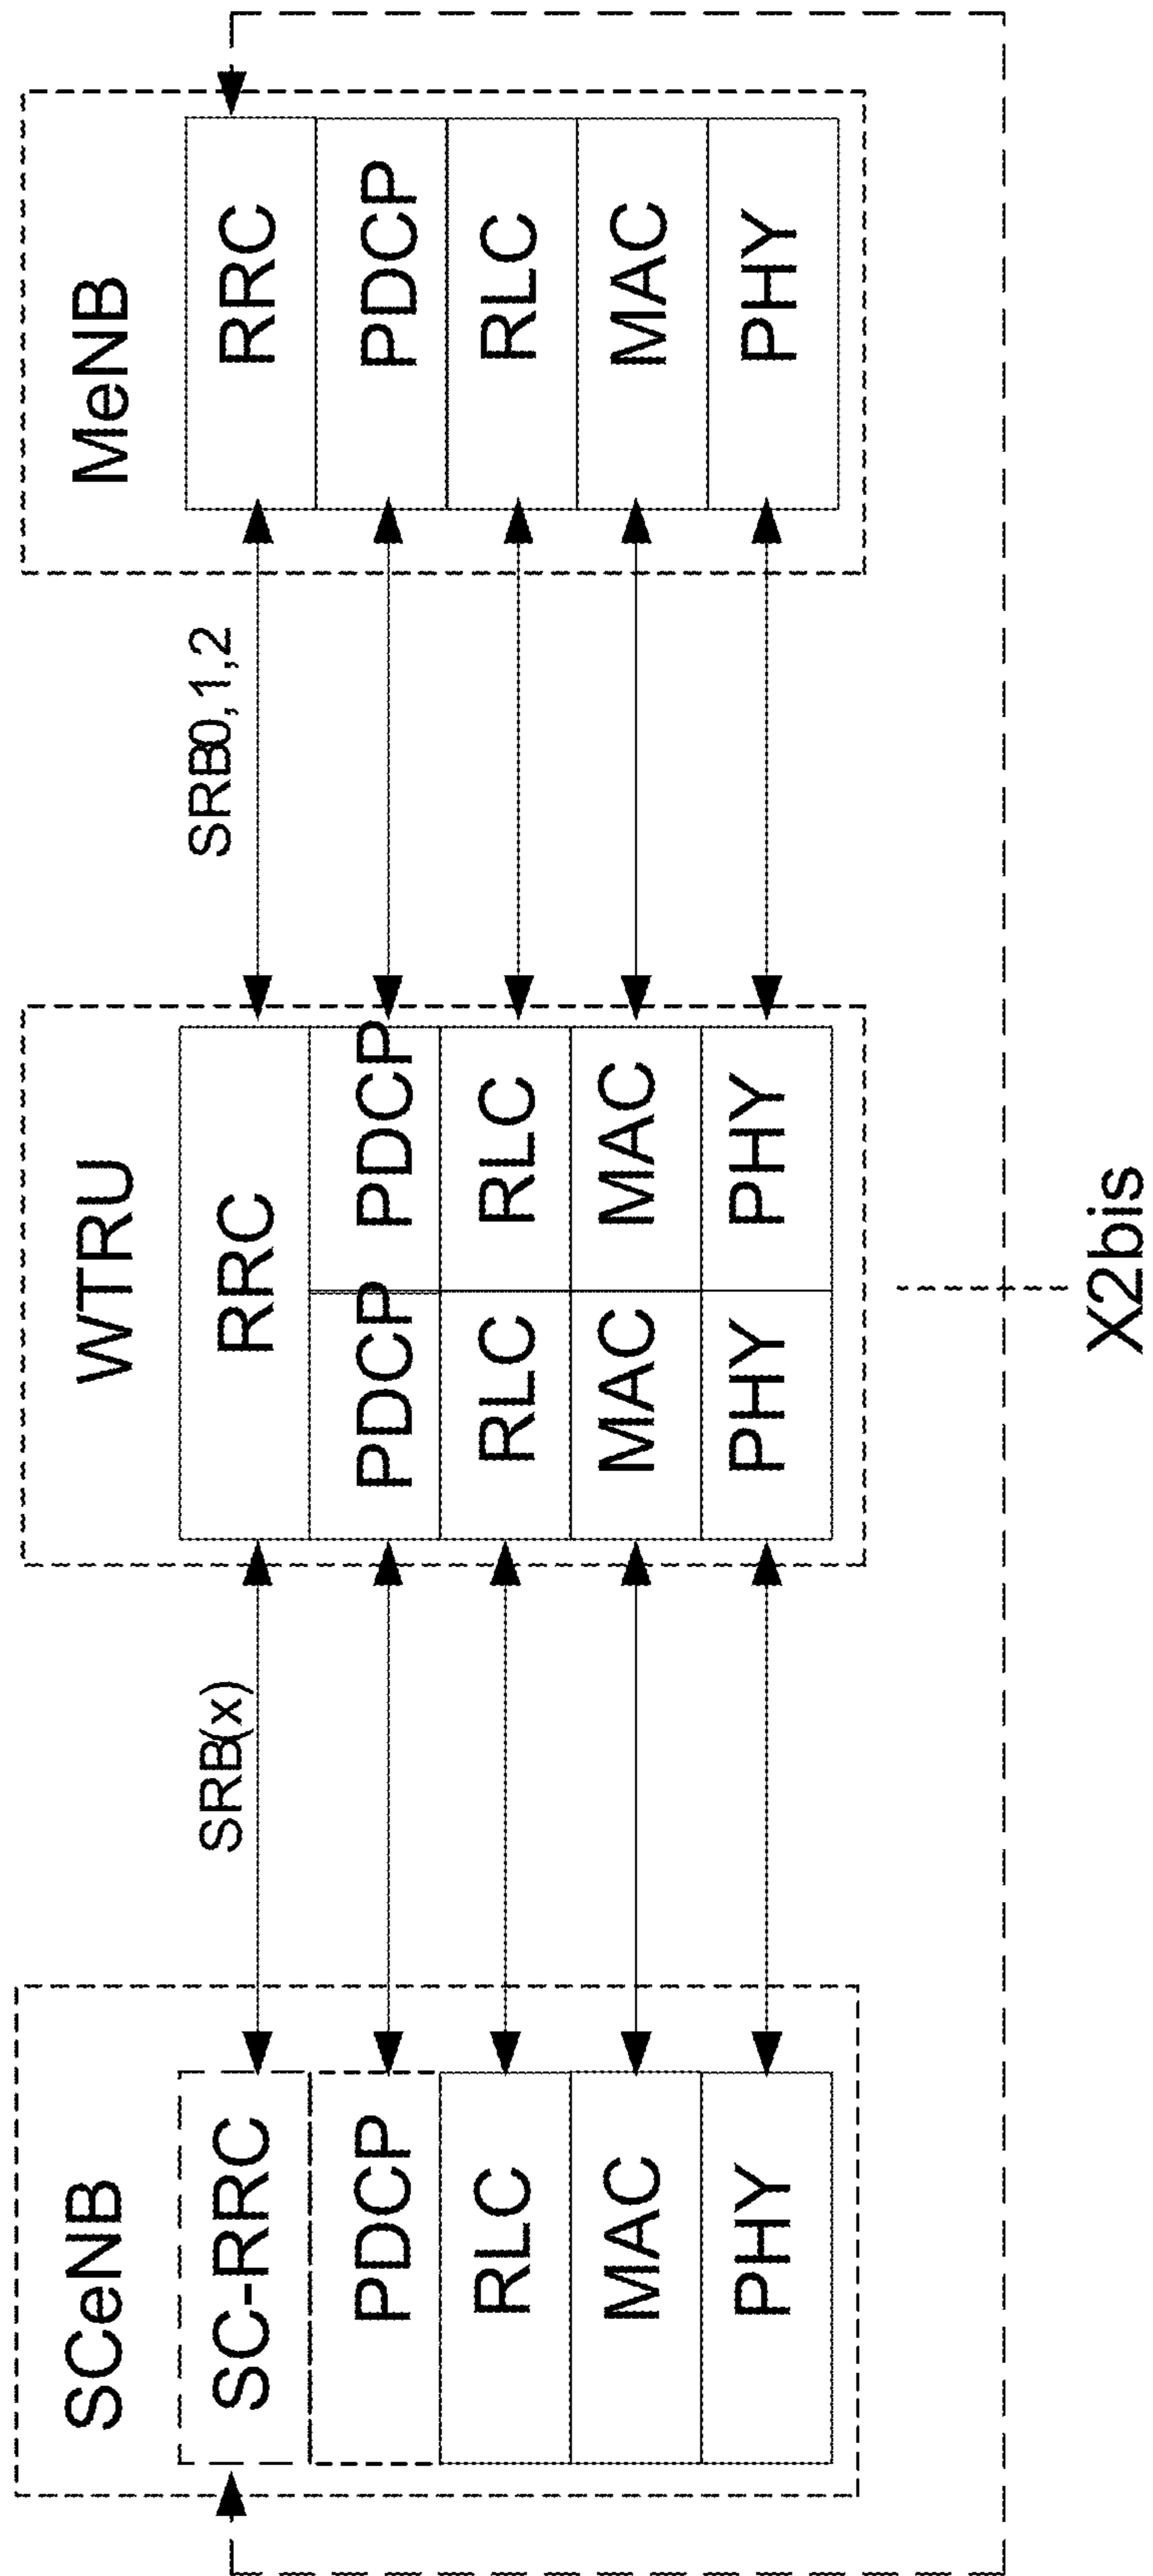 SCeNB
SC-RRC
PDCP
RLC
MAC
PHY
SRB(x)
WTRU
RRC
PDCP PDCP
RLC RLC
MAC MAC
PHY PHY
SRB0,1,2
MeNB
RRC
PDCP
RLC
MAC
PHY
X2bis